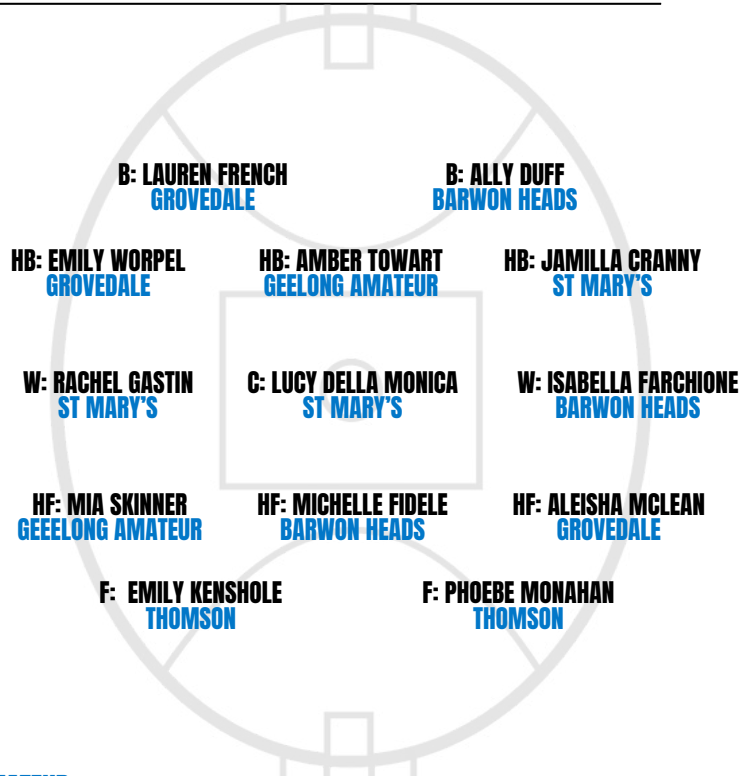 B: LAUREN FRENCH
GROVEDALE
B: ALLY DUFF
BARWON HEADS
HB: EMILY WORPEL
GROVEDALE
HB: AMBER TOWART
GEELONG AMATEUR
HB: JAMILLA CRANNY
ST MARY'S
W: RACHEL GASTIN
ST MARY'S
C: LUCY DELLA MONICA
ST MARY'S
W: ISABELLA FARCHIONE
BARWON HEADS
HF: MIA SKINNER
GEEELONG AMATEUR
HF: MICHELLE FIDELE
BARWON HEADS
HF: ALEISHA MCLEAN
GROVEDALE
F: EMILY KENSHOLE
THOMSON
F: PHOEBE MONAHAN
THOMSON